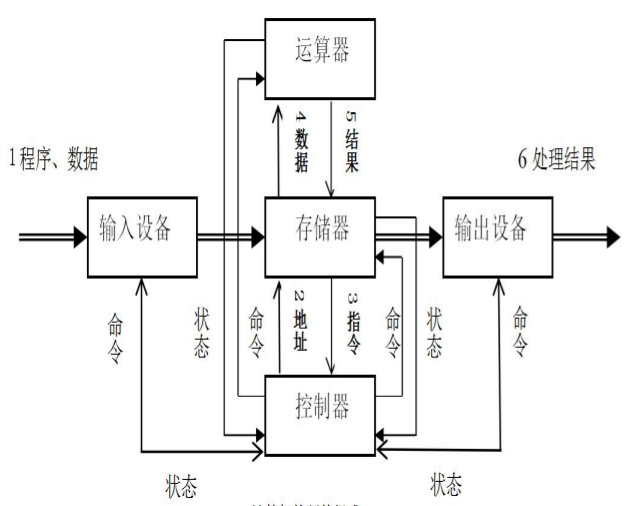 运算器
4 数据
5 结果
1程序、数据
6 处理结果
输入设备
存储器
输出设备
命令
状态
命令
2 地址
3 指令
命令
状态
命令
控制器
状态
状态